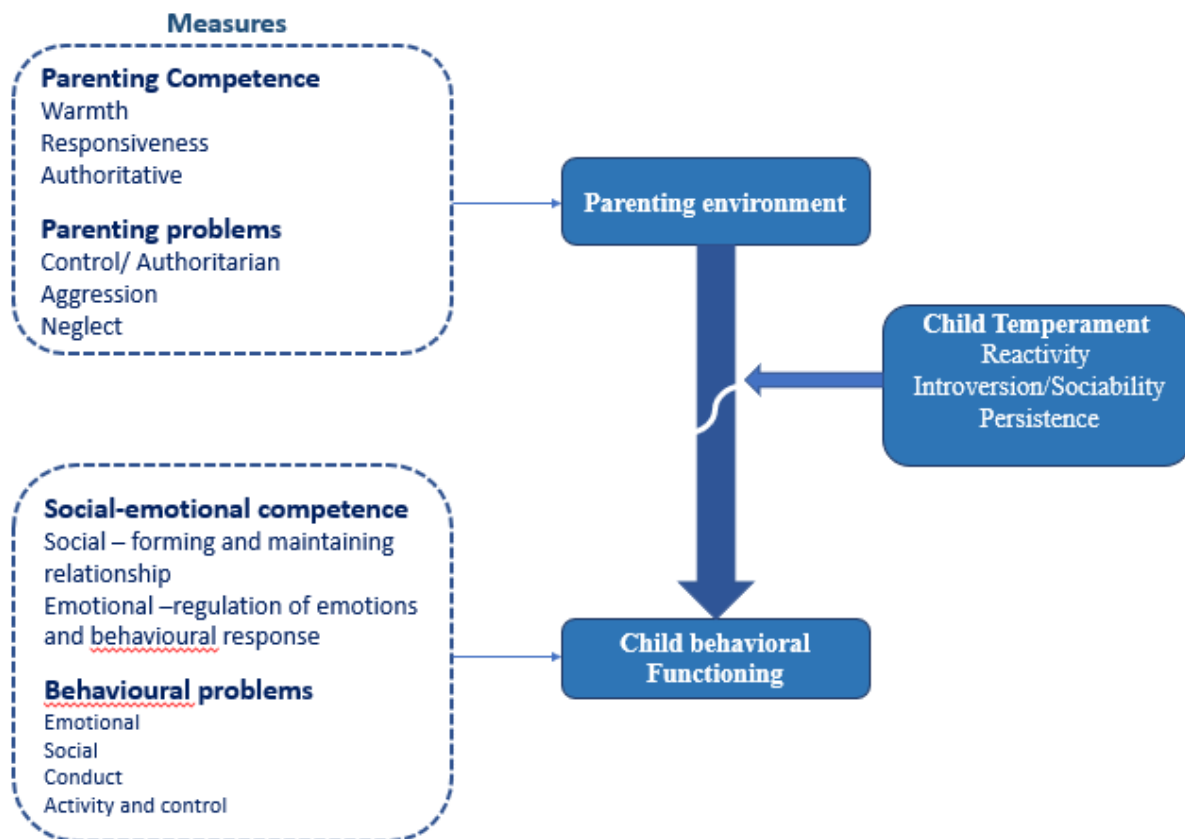 Measures
Parenting Competence
Warmth
Responsiveness
Authoritative
Parenting problems
Control/ Authoritarian
Aggression
Neglect
Parenting environment
Child Temperament
Reactivity
Introversion/Sociability
Persistence
Social-emotional competence
Social – forming and maintaining
relationship
Emotional –regulation of emotions
and behavioural response
Behavioural problems
Emotional
Social
Conduct
Activity and control
Child behavioral
Functioning